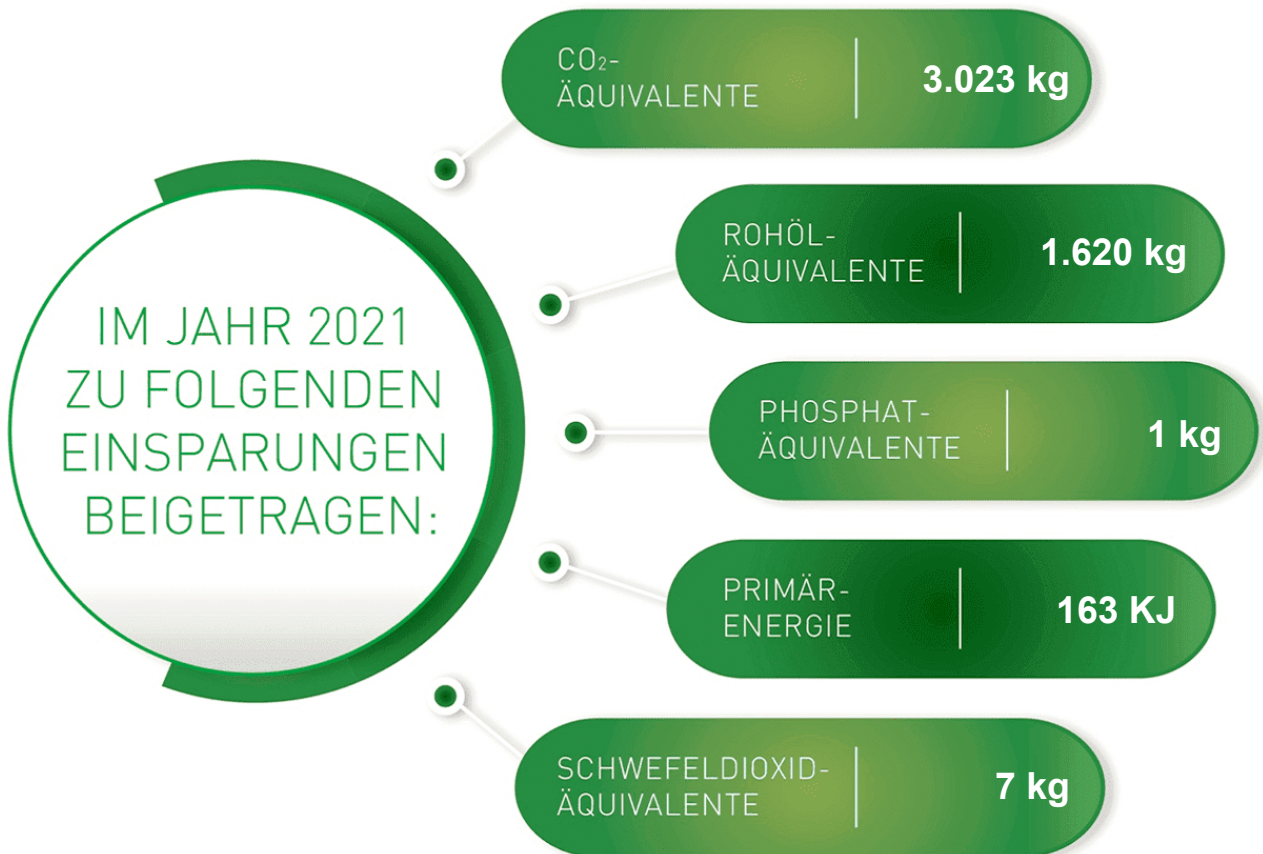 IM JAHR 2021
ZU FOLGENDEN
EINSPARUNGEN
BEIGETRAGEN:
CO₂-
ÄQUIVALENTE
3.023 kg
ROHÖL-
ÄQUIVALENTE
1.620 kg
PHOSPHAT-
ÄQUIVALENTE
1 kg
PRIMÄR-
ENERGIE
163 KJ
SCHWEFELDIOXID-
ÄQUIVALENTE
7 kg